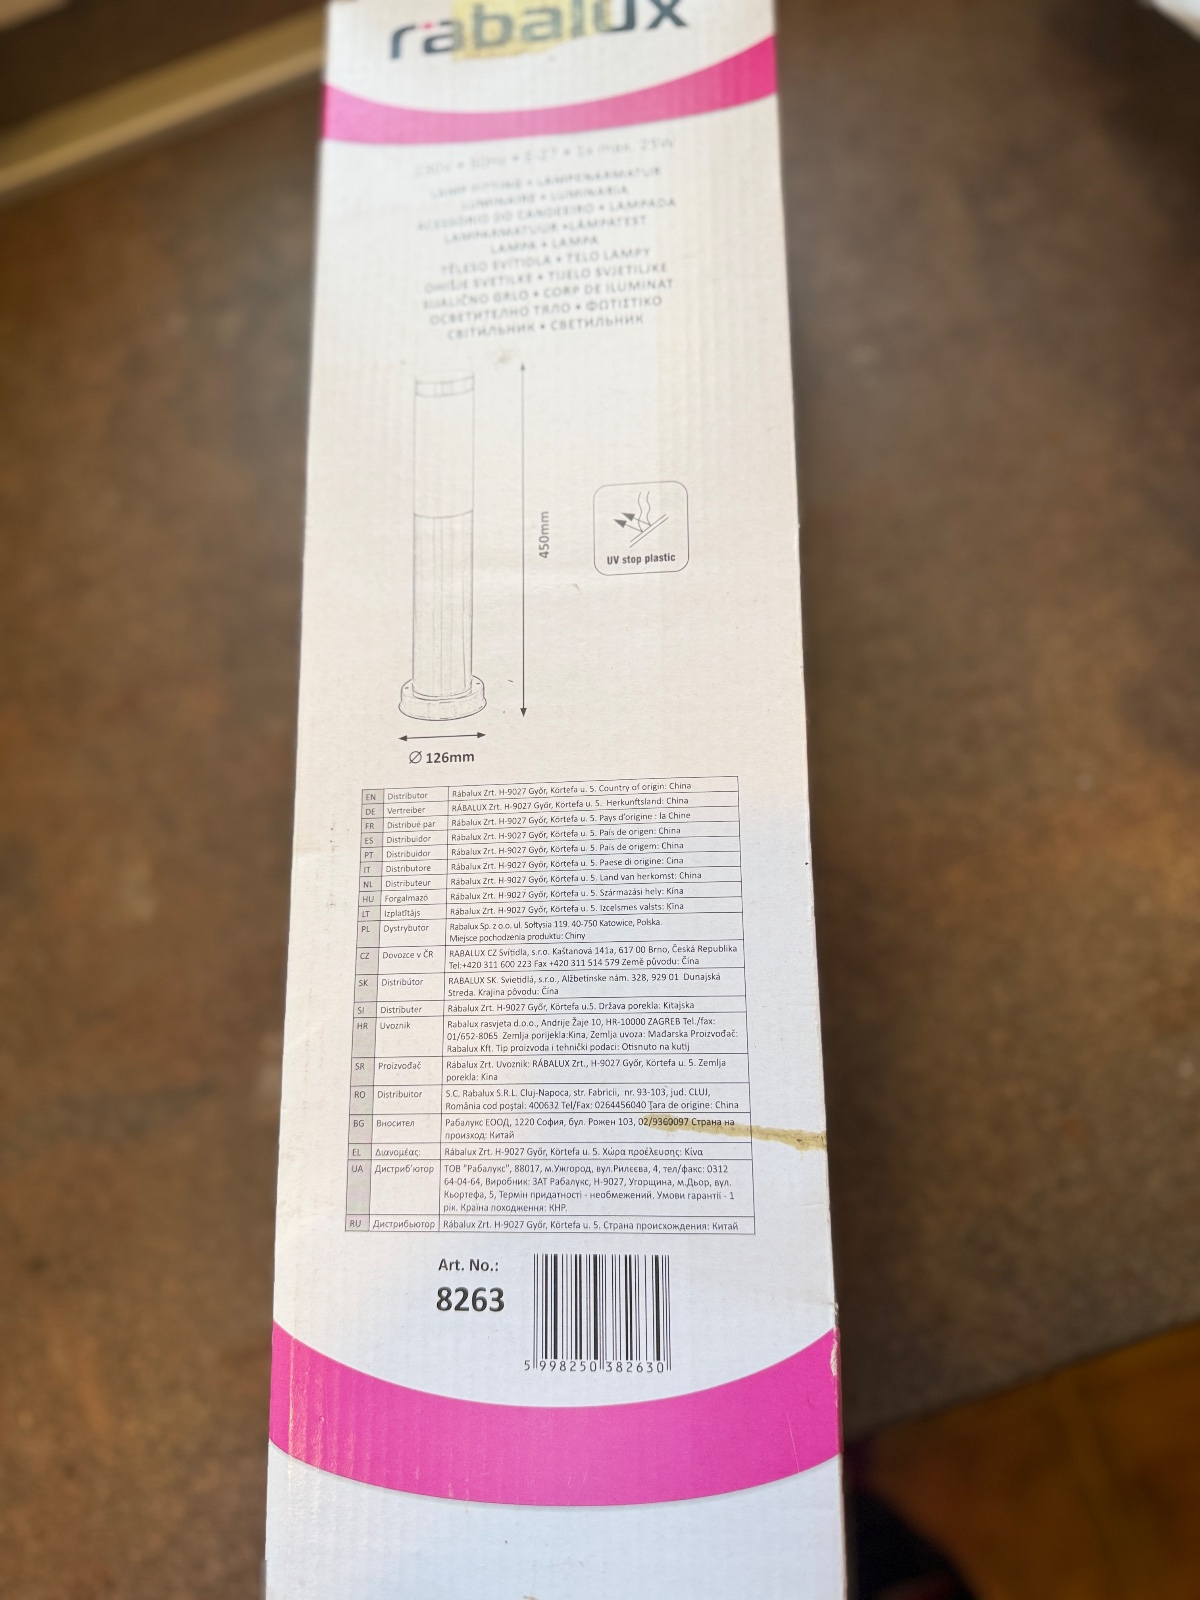 rabalux
230V • 50Hz • E-27 • 1x max. 25W
LAMP FITTING • LAMPENARMATUR
LUMINAIRE • LUMINARIA
ACESSÓRIO DO CANDEEIRO • LAMPADA
LAMPARMATUUR •LÁMPATEST
LAMPA • LAMPA
TĚLESO SVÍTIDLA • TELO LAMPY
OHIŠJE SVETILKE • TIJELO SVJETILJKE
SIJALIČNO GRLO • CORP DE ILUMINAT
ОСВЕТИТЕЛНО ТЯЛО • ΦΩΤΙΣΤΙΚΟ
СВІТИЛЬНИК • СВЕТИЛЬНИК
450mm
UV stop plastic
Ø 126mm
EN Distributor Rábalux Zrt. H-9027 Győr, Körtefa u. 5. Country of origin: China
DE Vertreiber RÁBALUX Zrt. H-9027 Győr, Körtefa u. 5. Herkunftsland: China
FR Distribué par Rábalux Zrt. H-9027 Győr, Körtefa u. 5. Pays d'origine : la Chine
ES Distribuidor Rábalux Zrt. H-9027 Győr, Körtefa u. 5. País de origen: China
PT Distribuidor Rábalux Zrt. H-9027 Győr, Körtefa u. 5. País de origem: China
IT Distributore Rábalux Zrt. H-9027 Győr, Körtefa u. 5. Paese di origine: Cina
NL Distributeur Rábalux Zrt. H-9027 Győr, Körtefa u. 5. Land van herkomst: China
HU Forgalmazó Rábalux Zrt. H-9027 Győr, Körtefa u. 5. Származási hely: Kína
LT Izplatītājs Rábalux Zrt. H-9027 Győr, Körtefa u. 5. Izcelsmes valsts: Ķīna
PL Dystrybutor Rabalux Sp. z o.o. ul. Sołtysia 119. 40-750 Katowice, Polska.
Miejsce pochodzenia produktu: Chiny
CZ Dovozce v ČR RABALUX CZ Svítidla, s.r.o. Kaštanová 141a, 617 00 Brno, Česká Republika
Tel:+420 311 600 223 Fax +420 311 514 579 Země původu: Čína
SK Distribútor RABALUX SK. Svietidlá, s.r.o., Alžbetínske nám. 328, 929 01 Dunajská
Streda. Krajina pôvodu: Čína
SI Distributer Rábalux Zrt. H-9027 Győr, Körtefa u.5. Država porekla: Kitajska
HR Uvoznik Rabalux rasvjeta d.o.o., Andrije Žaje 10, HR-10000 ZAGREB Tel./fax:
01/652-8065 Zemlja porijekla:Kina, Zemlja uvoza: Mađarska Proizvođač:
Rabalux Kft. Tip proizvoda i tehnički podaci: Otisnuto na kutij
SR Proizvođač Rábalux Zrt. Uvoznik: RÁBALUX Zrt., H-9027 Győr, Körtefa u. 5. Zemlja
porekla: Kina
RO Distribuitor S.C. Rabalux S.R.L. Cluj-Napoca, str. Fabricii, nr. 93-103, jud. CLUJ,
România cod poștal: 400632 Tel/Fax: 0264456040 Țara de origine: China
BG Вносител Рабалукс ЕООД, 1220 София, бул. Рожен 103, 02/9360097 Страна на
произход: Китай
EL Διανομέας: Rábalux Zrt. H-9027 Győr, Körtefa u. 5. Χώρα προέλευσης: Κίνα
UA Дистриб'ютор ТОВ "Рабалукс", 88017, м.Ужгород, вул.Рилєєва, 4, тел/факс: 0312
64-04-64, Виробник: ЗАТ Рабалукс, Н-9027, Угорщина, м.Дьор, вул.
Кьортефа, 5, Термін придатності - необмежений. Умови гарантії - 1
рік. Країна походження: КНР.
RU Дистрибьютор Rábalux Zrt. H-9027 Győr, Körtefa u. 5. Страна происхождения: Китай
Art. No.:
8263
5 998250 382630